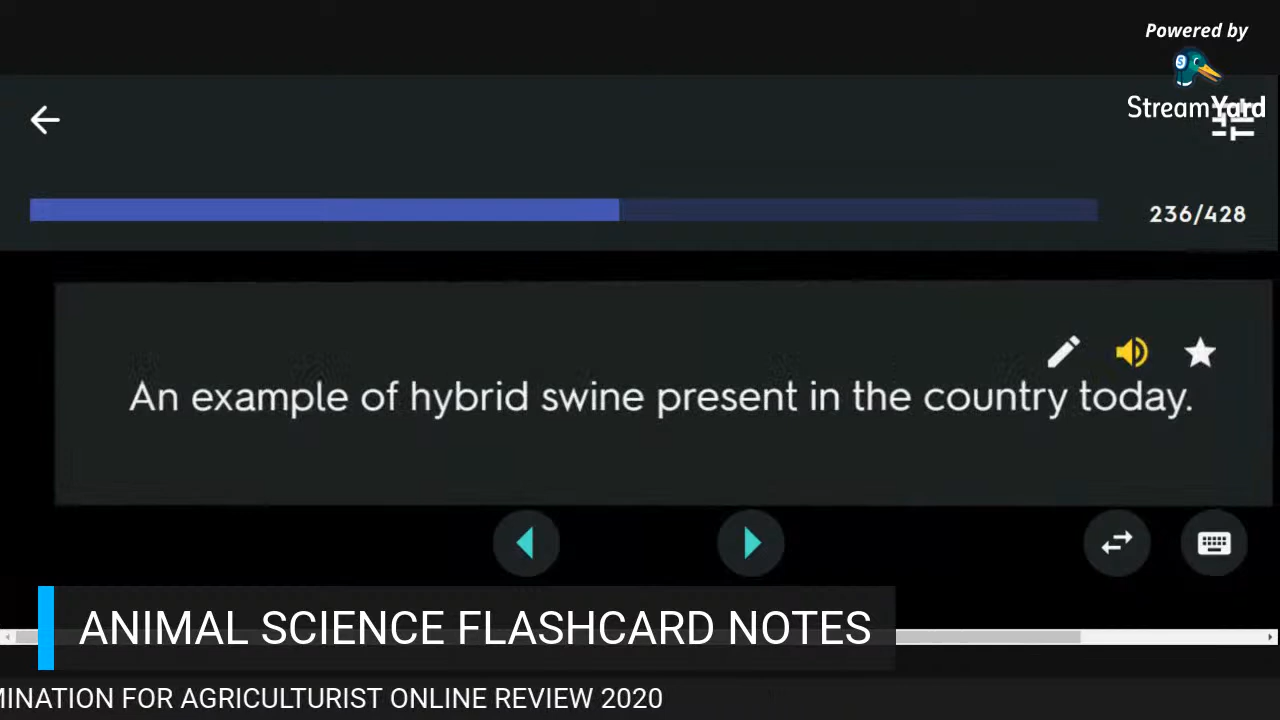 Powered by
StreamYard
236/428
An example of hybrid swine present in the country today.
ANIMAL SCIENCE FLASHCARD NOTES
MINATION FOR AGRICULTURIST ONLINE REVIEW 2020